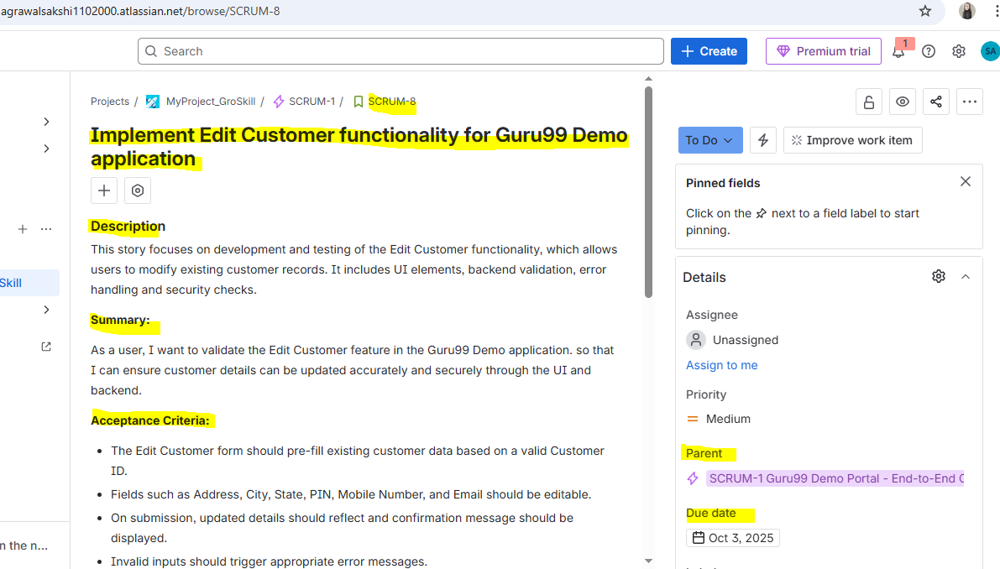 agrawalsakshi1102000.atlassian.net/browse/SCRUM-8
Search
Create
Premium trial
1
SA
Projects / MyProject_GroSkill / SCRUM-1 / SCRUM-8
Implement Edit Customer functionality for Guru99 Demo
application
Description
This story focuses on development and testing of the Edit Customer functionality, which allows
users to modify existing customer records. It includes UI elements, backend validation, error
handling and security checks.
Summary:
As a user, I want to validate the Edit Customer feature in the Guru99 Demo application. so that
I can ensure customer details can be updated accurately and securely through the UI and
backend.
Acceptance Criteria:
• The Edit Customer form should pre-fill existing customer data based on a valid Customer
ID.
• Fields such as Address, City, State, PIN, Mobile Number, and Email should be editable.
• On submission, updated details should reflect and confirmation message should be
displayed.
• Invalid inputs should trigger appropriate error messages.
Skill
n the n...
To Do
Improve work item
Pinned fields
Click on the next to a field label to start
pinning.
Details
Assignee
Unassigned
Assign to me
Priority
Medium
Parent
SCRUM-1 Guru99 Demo Portal - End-to-End
Due date
Oct 3, 2025